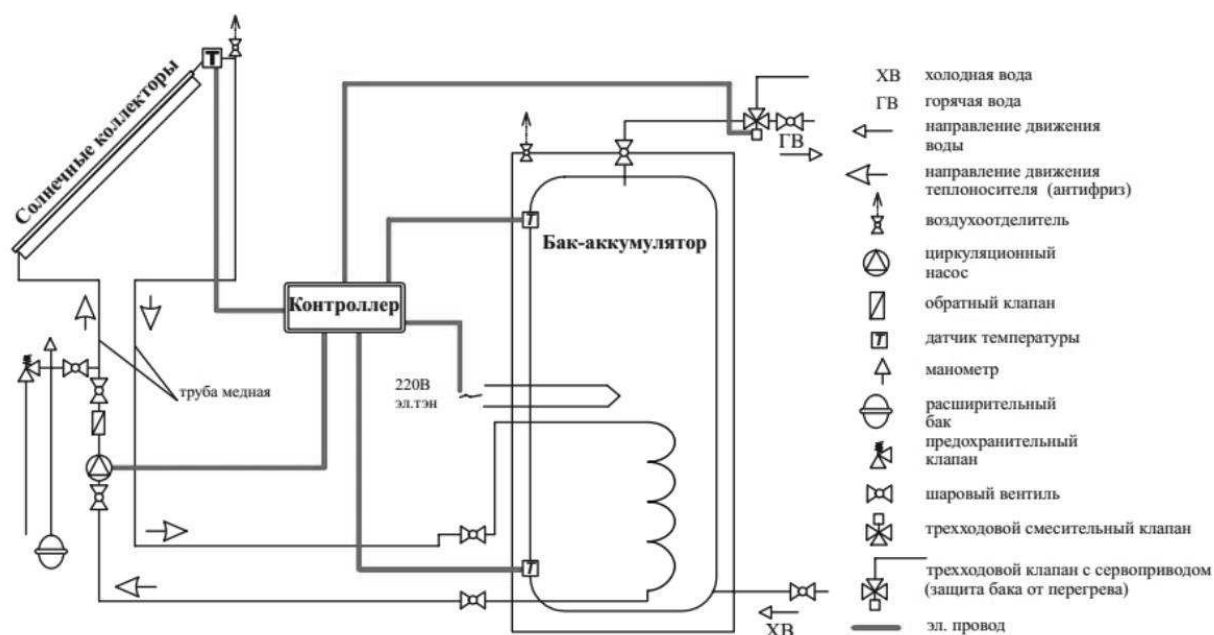 Солнечные коллекторы
T
T
T
Контроллер
Бак-аккумулятор
труба медная
220В
эл.тэн
ГВ
ХВ
ХВ холодная вода
ГВ горячая вода
направление движения
воды
направление движения
теплоносителя (антифриз)
воздухоотделитель
циркуляционный
насос
обратный клапан
T датчик температуры
манометр
расширительный
бак
предохранительный
клапан
шаровый вентиль
трехходовой смесительный клапан
трехходовой клапан с сервоприводом
(защита бака от перегрева)
эл. провод